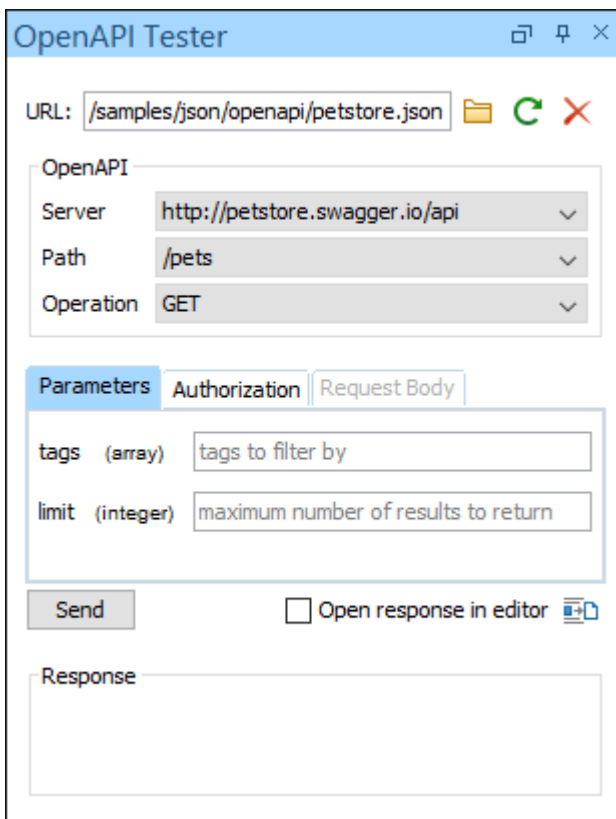 OpenAPI Tester
URL: /samples/json/openapi/petstore.json
OpenAPI
Server http://petstore.swagger.io/api
Path /pets
Operation GET
Parameters Authorization Request Body
tags (array) tags to filter by
limit (integer) maximum number of results to return
Send Open response in editor
Response